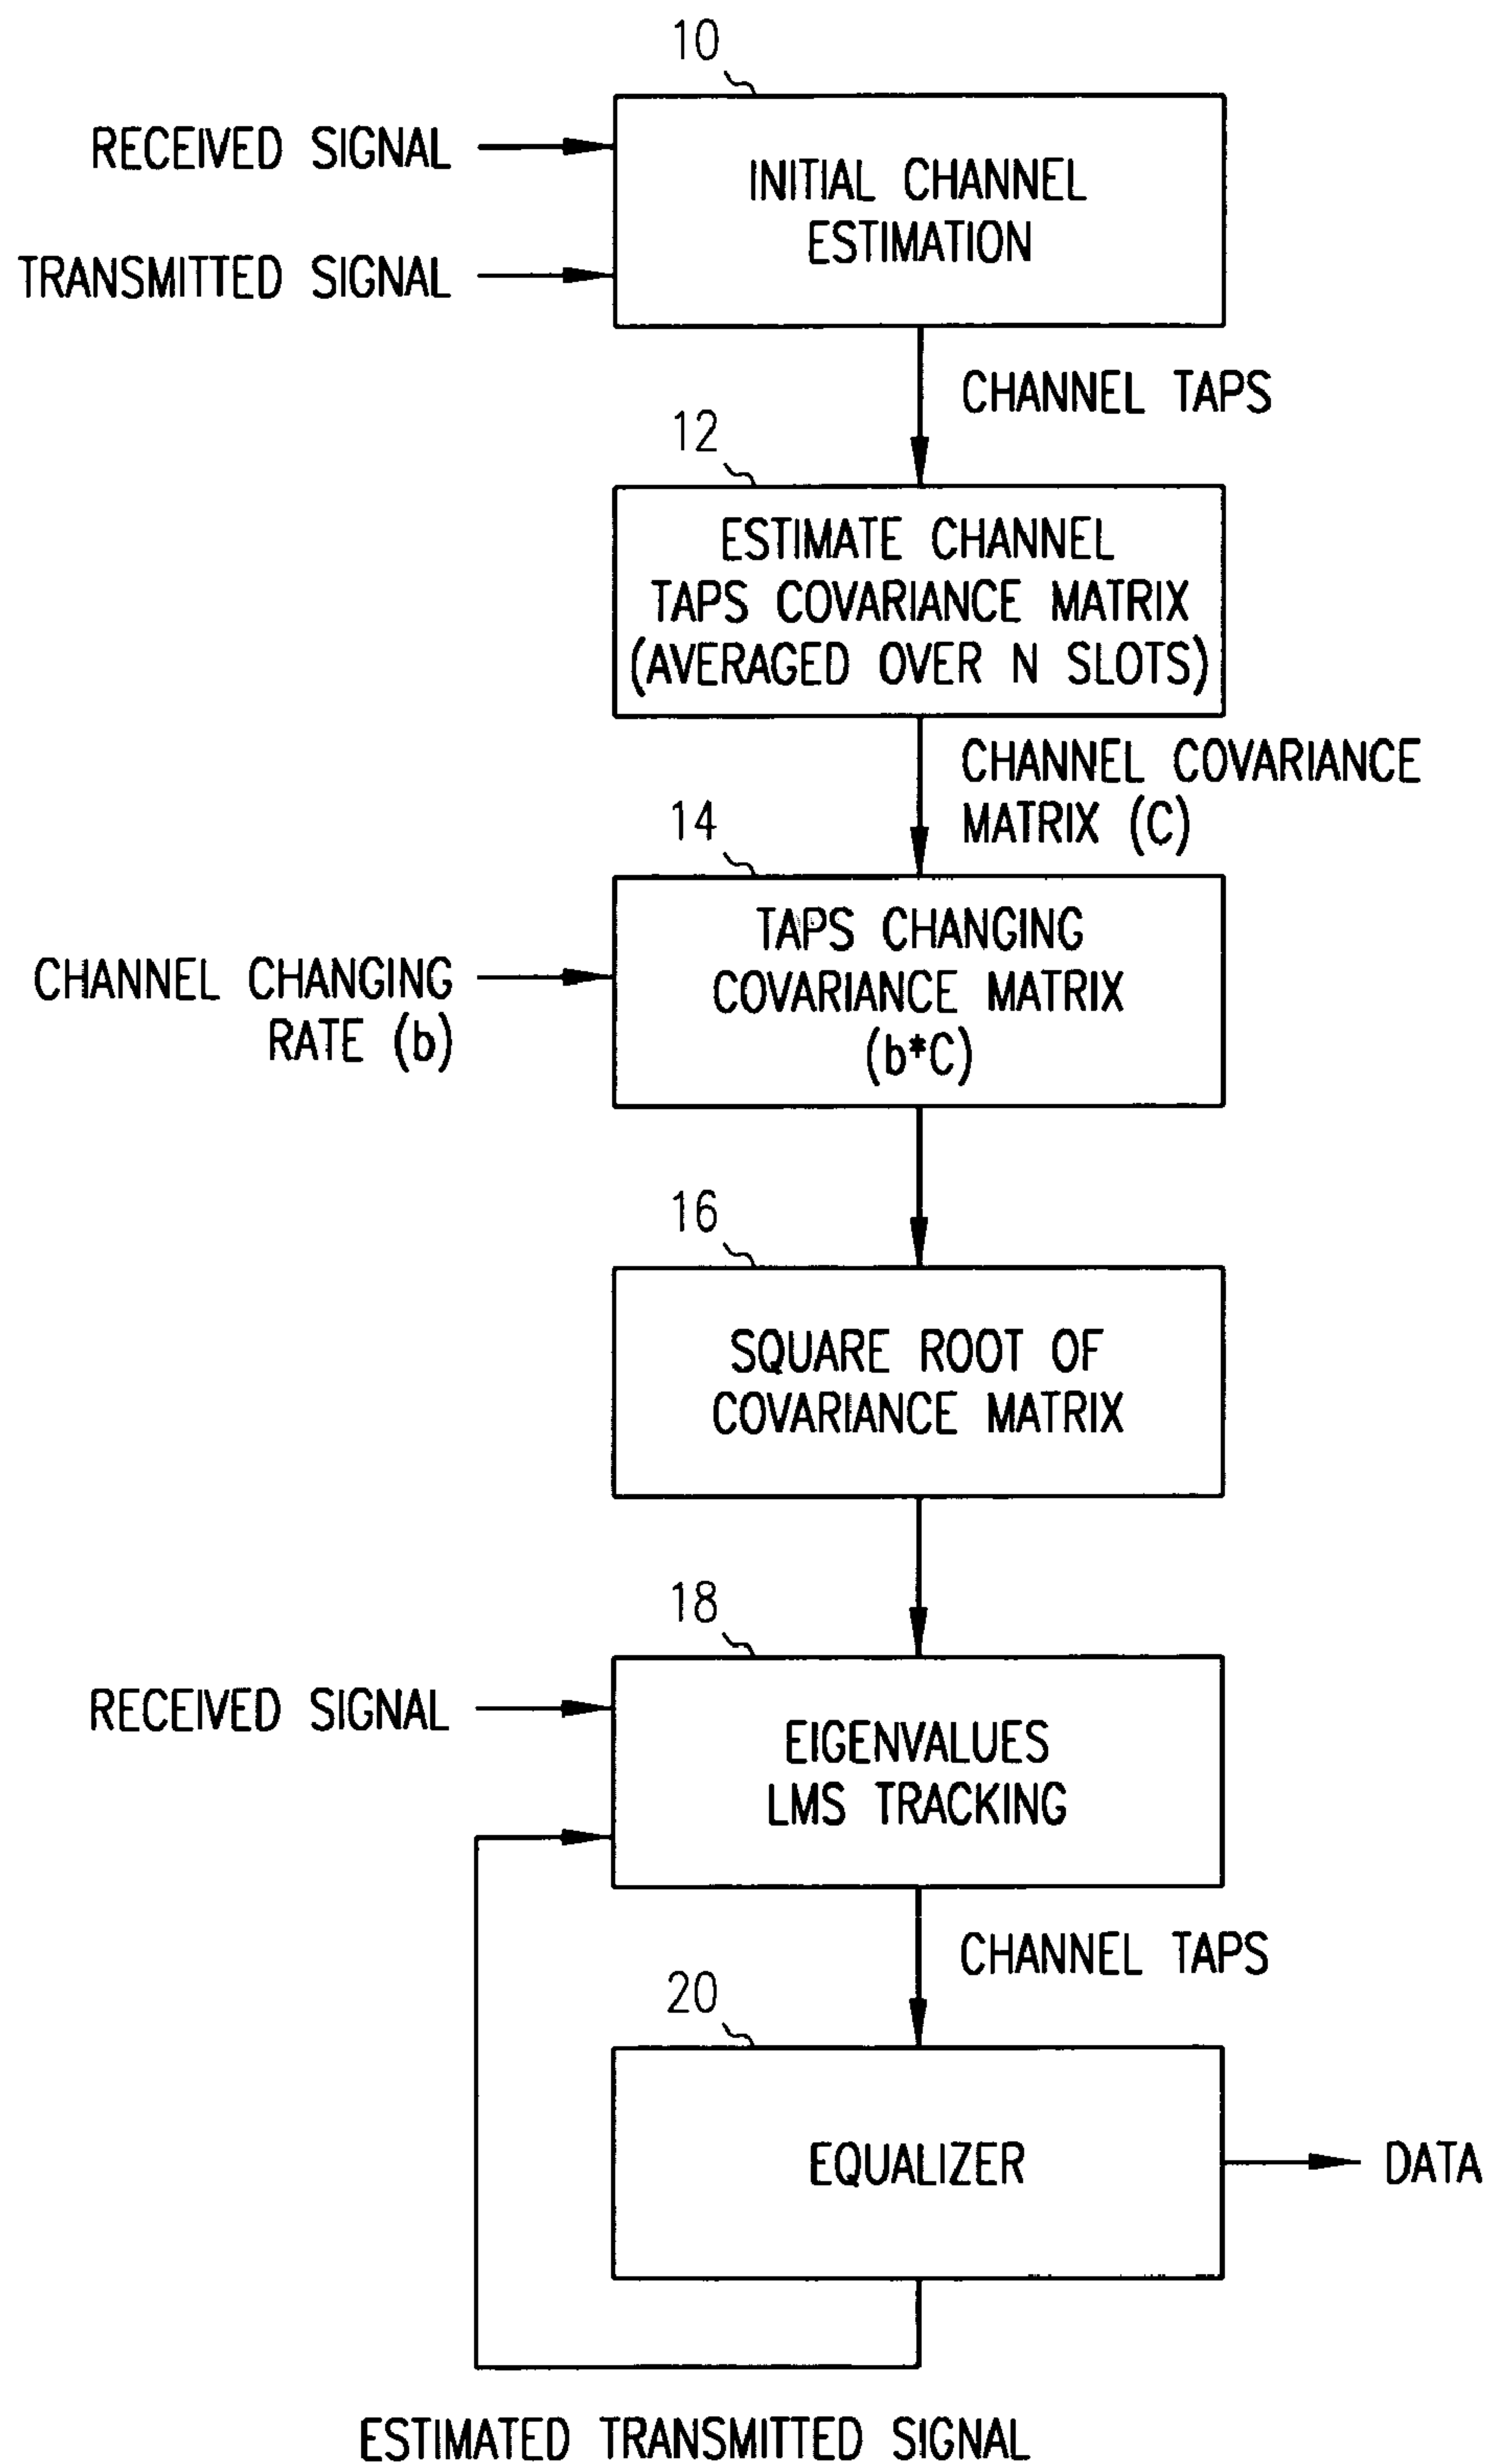 10
RECEIVED SIGNAL
INITIAL CHANNEL
ESTIMATION
TRANSMITTED SIGNAL
CHANNEL TAPS
12
ESTIMATE CHANNEL
TAPS COVARIANCE MATRIX
(AVERAGED OVER N SLOTS)
CHANNEL COVARIANCE
MATRIX (C)
14
TAPS CHANGING
COVARIANCE MATRIX
(b*C)
CHANNEL CHANGING
RATE (b)
16
SQUARE ROOT OF
COVARIANCE MATRIX
18
RECEIVED SIGNAL
EIGENVALUES
LMS TRACKING
CHANNEL TAPS
20
EQUALIZER
DATA
ESTIMATED TRANSMITTED SIGNAL